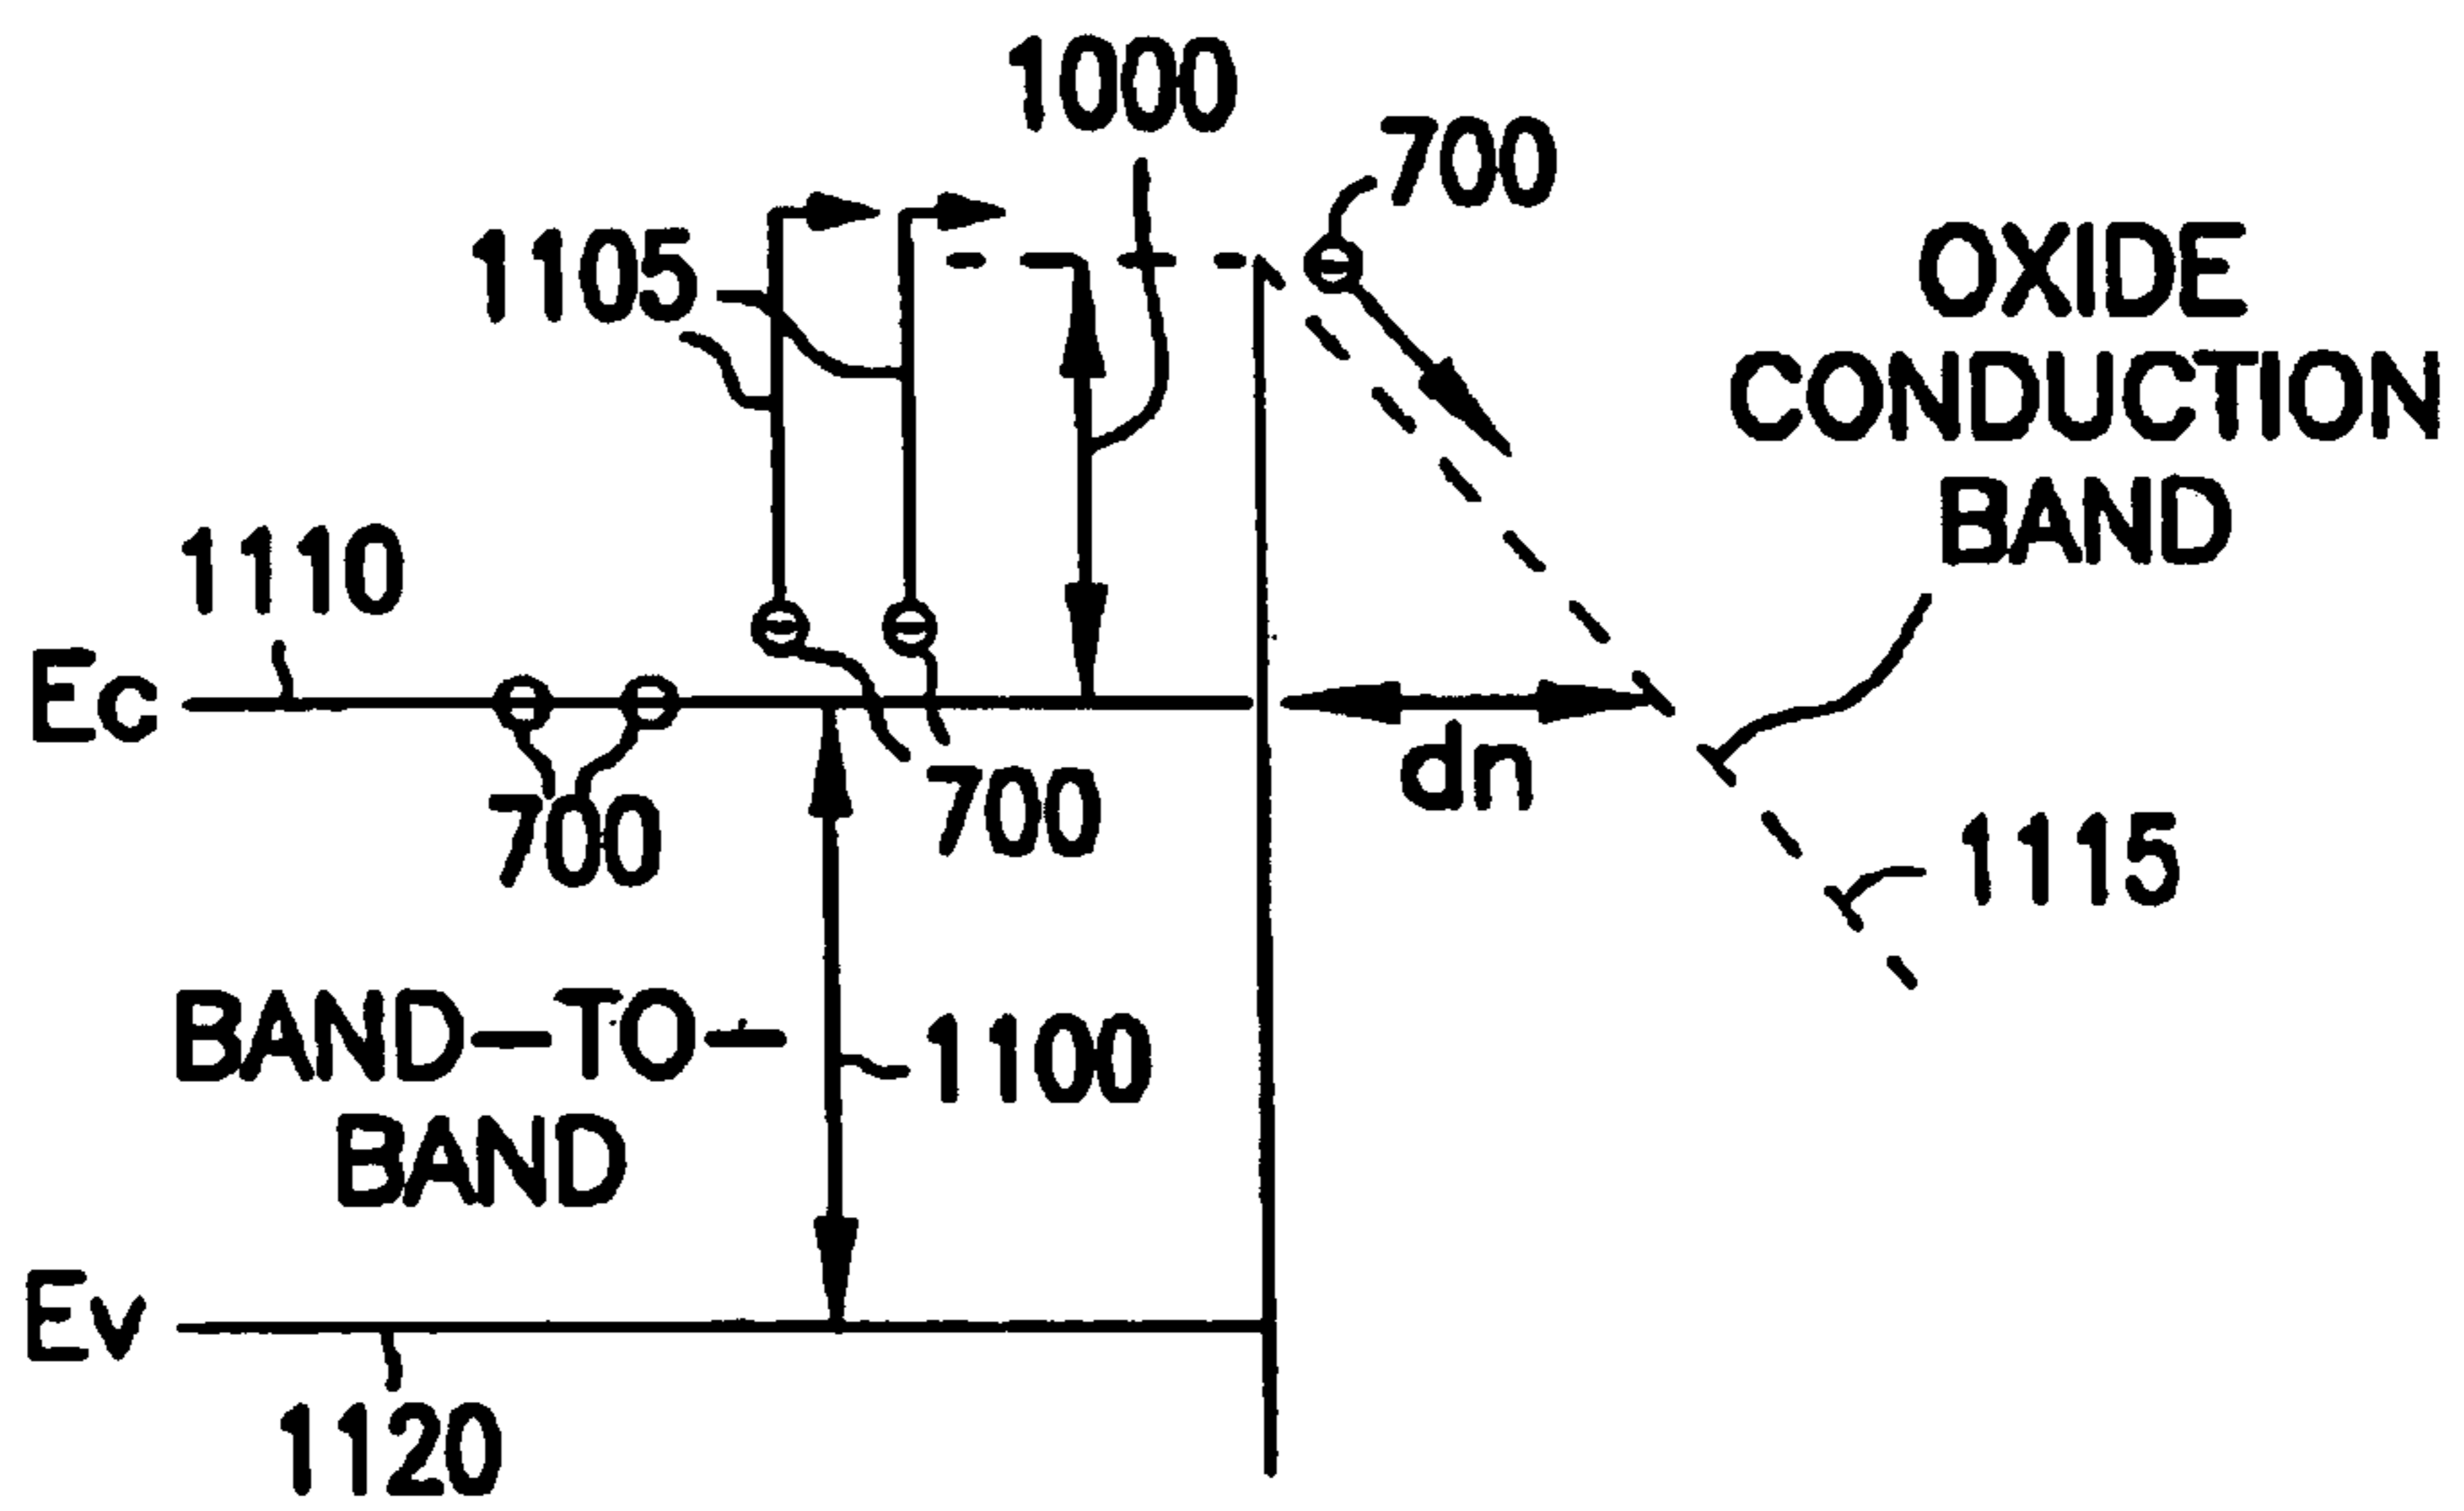 1000
700
1105
OXIDE
CONDUCTION
BAND
1110
Ec
dn
700
700
1115
BAND-TO-
BAND
1100
Ev
1120